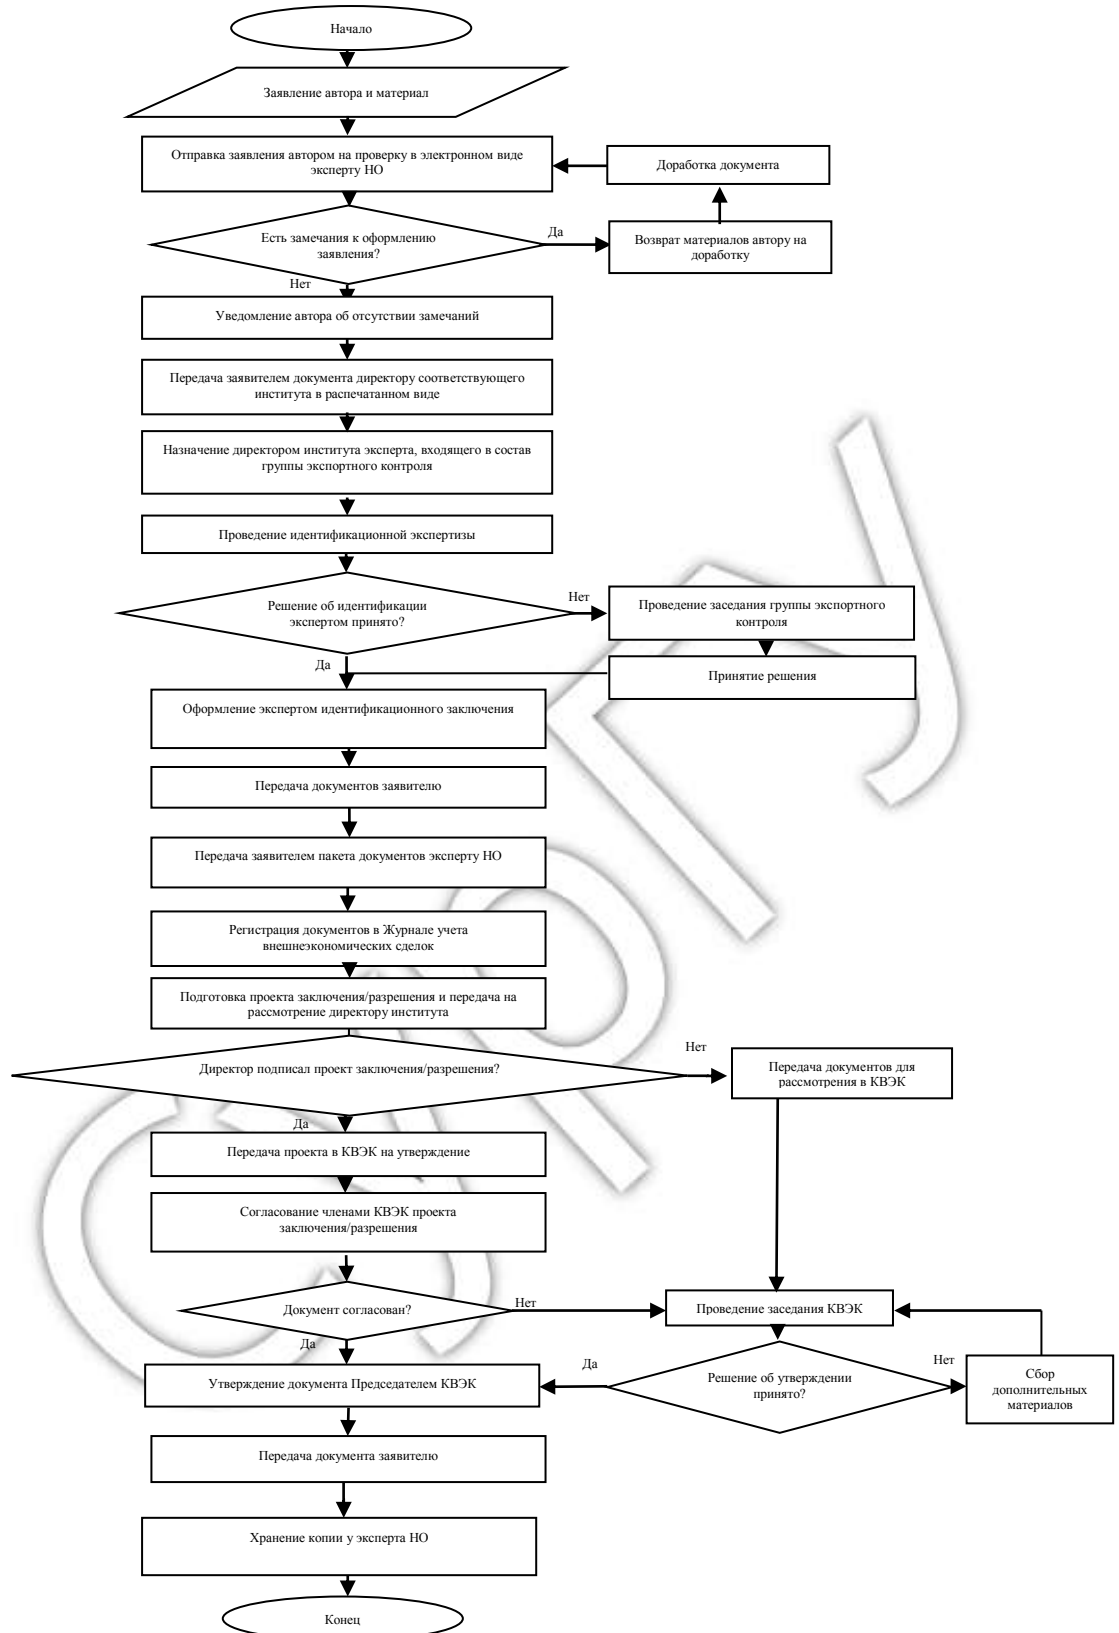 Начало
Заявление автора и материал
Отправка заявления автором на проверку в электронном виде
эксперту НО
Доработка документа
Есть замечания к оформлению
заявления?
Да
Возврат материалов автору на
доработку
Нет
Уведомление автора об отсутствии замечаний
Передача заявителем документа директору соответствующего
института в распечатанном виде
Назначение директором института эксперта, входящего в состав
группы экспортного контроля
Проведение идентификационной экспертизы
Решение об идентификации
экспертом принято?
Нет
Проведение заседания группы экспортного
контроля
Да
Принятие решения
Оформление экспертом идентификационного заключения
Передача документов заявителю
Передача заявителем пакета документов эксперту НО
Регистрация документов в Журнале учета
внешнеэкономических сделок
Подготовка проекта заключения/разрешения и передача на
рассмотрение директору института
Директор подписал проект заключения/разрешения?
Нет
Передача документов для
рассмотрения в КВЭК
Да
Передача проекта в КВЭК на утверждение
Согласование членами КВЭК проекта
заключения/разрешения
Документ согласован?
Нет
Проведение заседания КВЭК
Да
Утверждение документа Председателем КВЭК
Да
Решение об утверждении
принято?
Нет
Сбор
дополнительных
материалов
Передача документа заявителю
Хранение копии у эксперта НО
Конец
СФУ